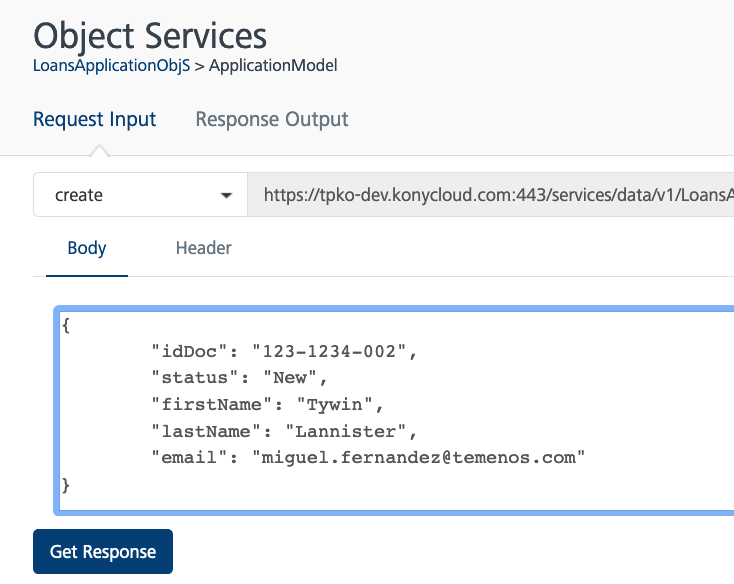 Object Services
LoansApplicationObjS > ApplicationModel
Request Input Response Output
create https://tpko-dev.konycloud.com:443/services/data/v1/LoansA
Body Header
{
"idDoc": "123-1234-002",
"status": "New",
"firstName": "Tywin",
"lastName": "Lannister",
"email": "miguel.fernandez@temenos.com"
}
Get Response